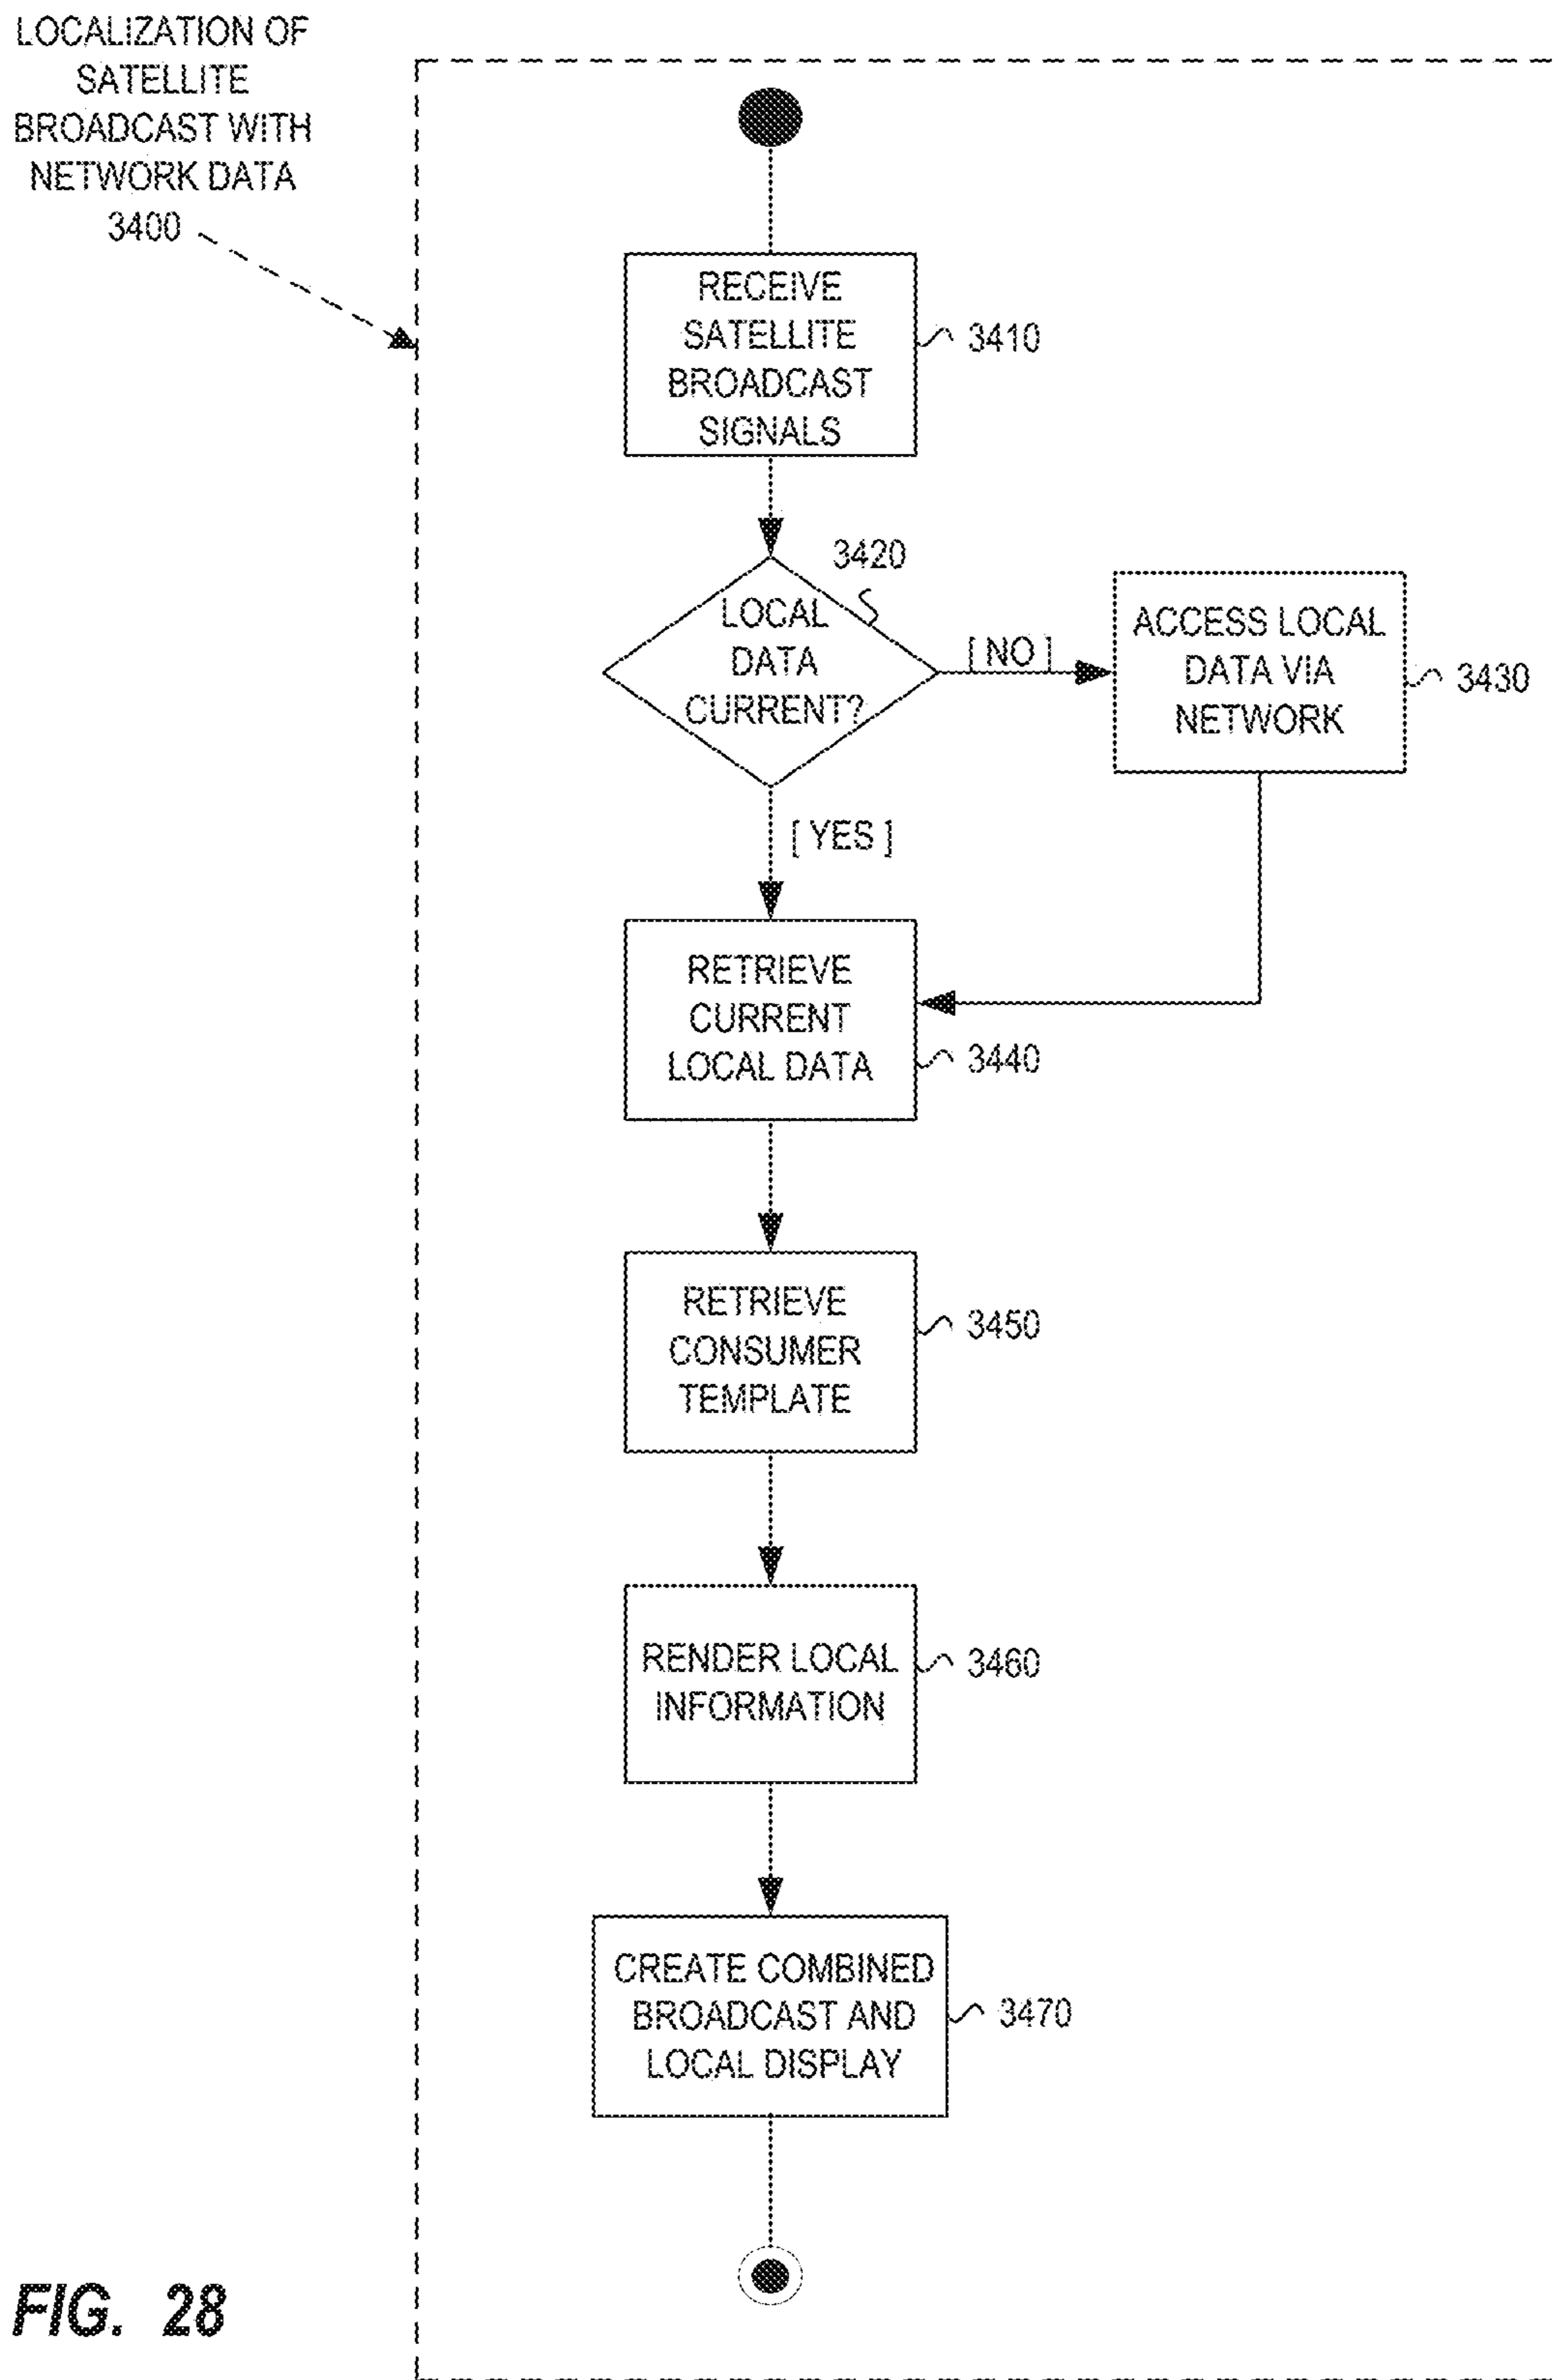 LOCALIZATION OF
SATELLITE
BROADCAST WITH
NETWORK DATA
3400
RECEIVE
SATELLITE
BROADCAST
SIGNALS
3410
3420
LOCAL
DATA
CURRENT?
[ NO ]
ACCESS LOCAL
DATA VIA
NETWORK
3430
[ YES ]
RETRIEVE
CURRENT
LOCAL DATA
3440
RETRIEVE
CONSUMER
TEMPLATE
3450
RENDER LOCAL
INFORMATION
3460
CREATE COMBINED
BROADCAST AND
LOCAL DISPLAY
3470
FIG. 28